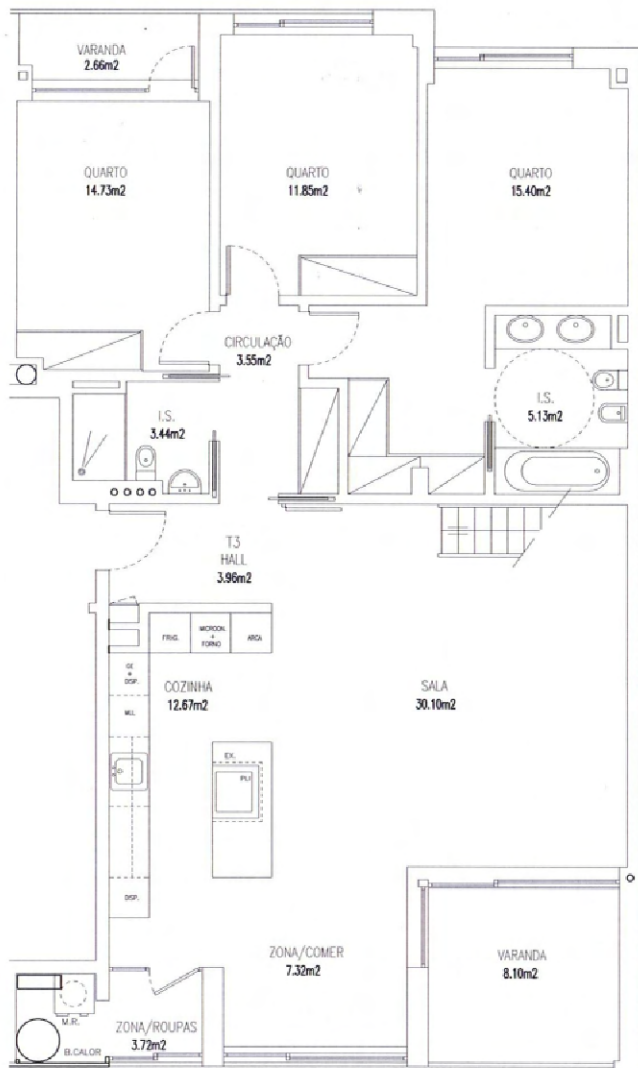 VARANDA
2.66m2
QUARTO
14.73m2
QUARTO
11.85m2
QUARTO
15.40m2
CIRCULAÇÃO
3.55m2
I.S.
3.44m2
I.S.
5.13m2
T3
HALL
3.96m2
FRIG.
MICROON.
+
FORNO
ARCA
COZINHA
12.67m2
SALA
30.10m2
DISP.
M.L.
EX.
PLI
DISP.
ZONA/COMER
7.32m2
VARANDA
8.10m2
M.R.
B.CALOR
ZONA/ROUPAS
3.72m2